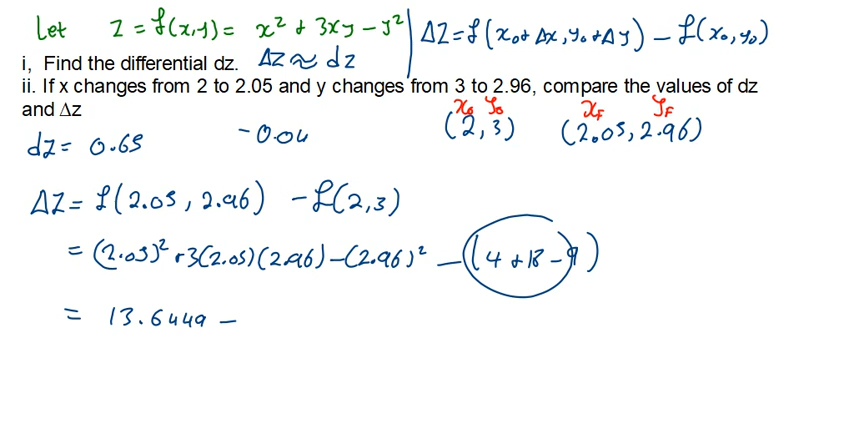 Let Z = f(x,y) = x² + 3xy - y² | ΔZ = f(x₀ + Δx, y₀ + Δy) - f(x₀, y₀)
i, Find the differential dz. ΔZ ≈ dz
ii. If x changes from 2 to 2.05 and y changes from 3 to 2.96, compare the values of dz
and Δz
x₀ y₀ x_F y_F
(2,3) (2.05, 2.96)
dz = 0.65 -0.04
ΔZ = f(2.05, 2.96) - f(2,3)
= (2.05)² + 3(2.05)(2.96) - (2.96)² - (4 + 18 - 9)
= 13.6449 -